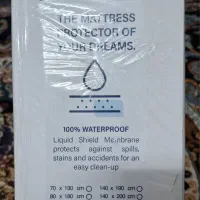 THE MATTRESS
PROTECTOR OF
YOUR DREAMS.
100% WATERPROOF
Liquid Shield Membrane
protects against spills,
stains and accidents for an
easy clean-up
70 x 190 cm
140 x 190 cm
80 x 180 cm
140 x 200 cm